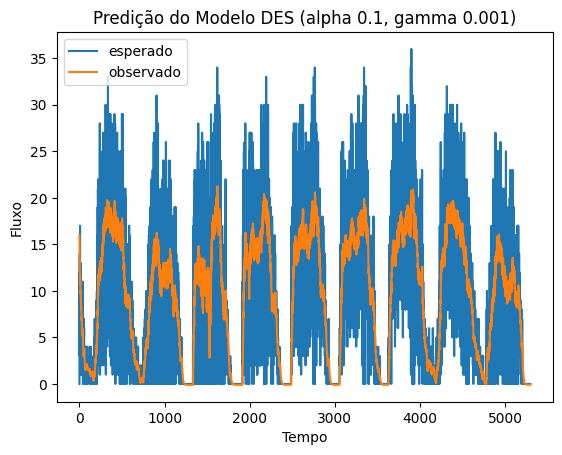 Predição do Modelo DES (alpha 0.1, gamma 0.001)
esperado
observado
Fluxo
35
30
25
20
15
10
5
0
0 1000 2000 3000 4000 5000
Tempo